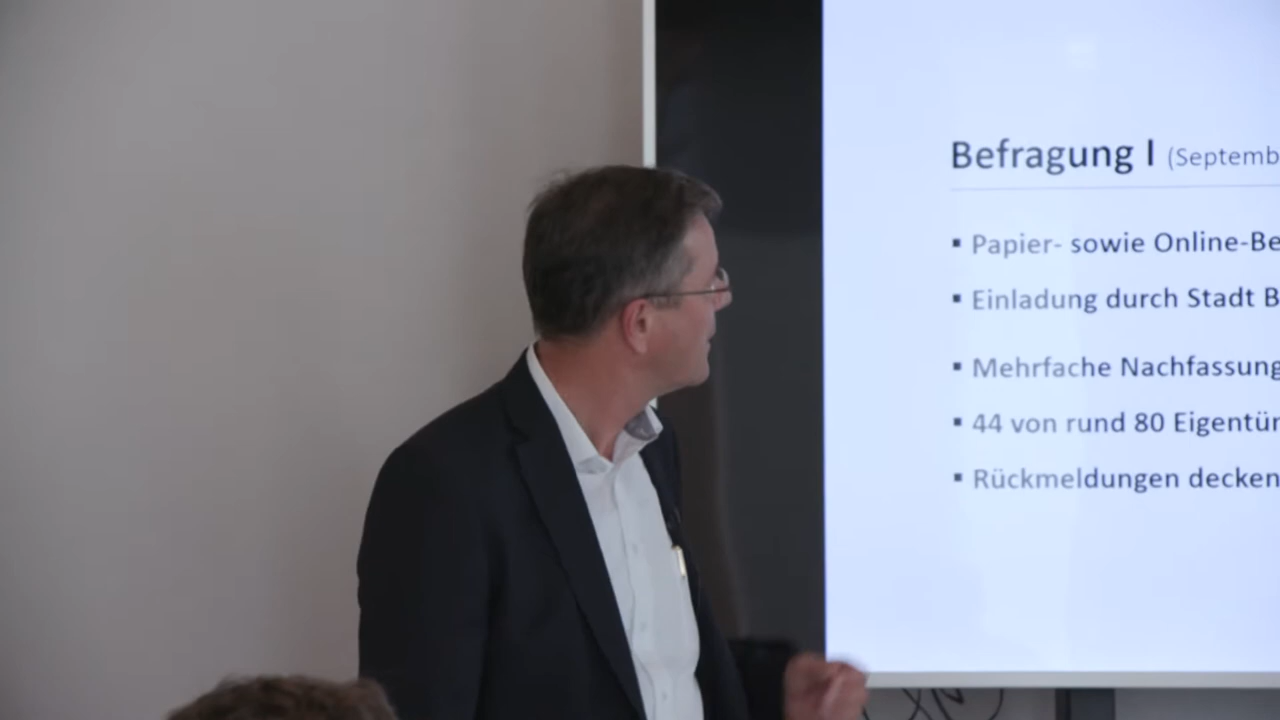 Befragung I (Septemb
▪ Papier- sowie Online-Be
▪ Einladung durch Stadt B
▪ Mehrfache Nachfassung
▪ 44 von rund 80 Eigentür
▪ Rückmeldungen decken